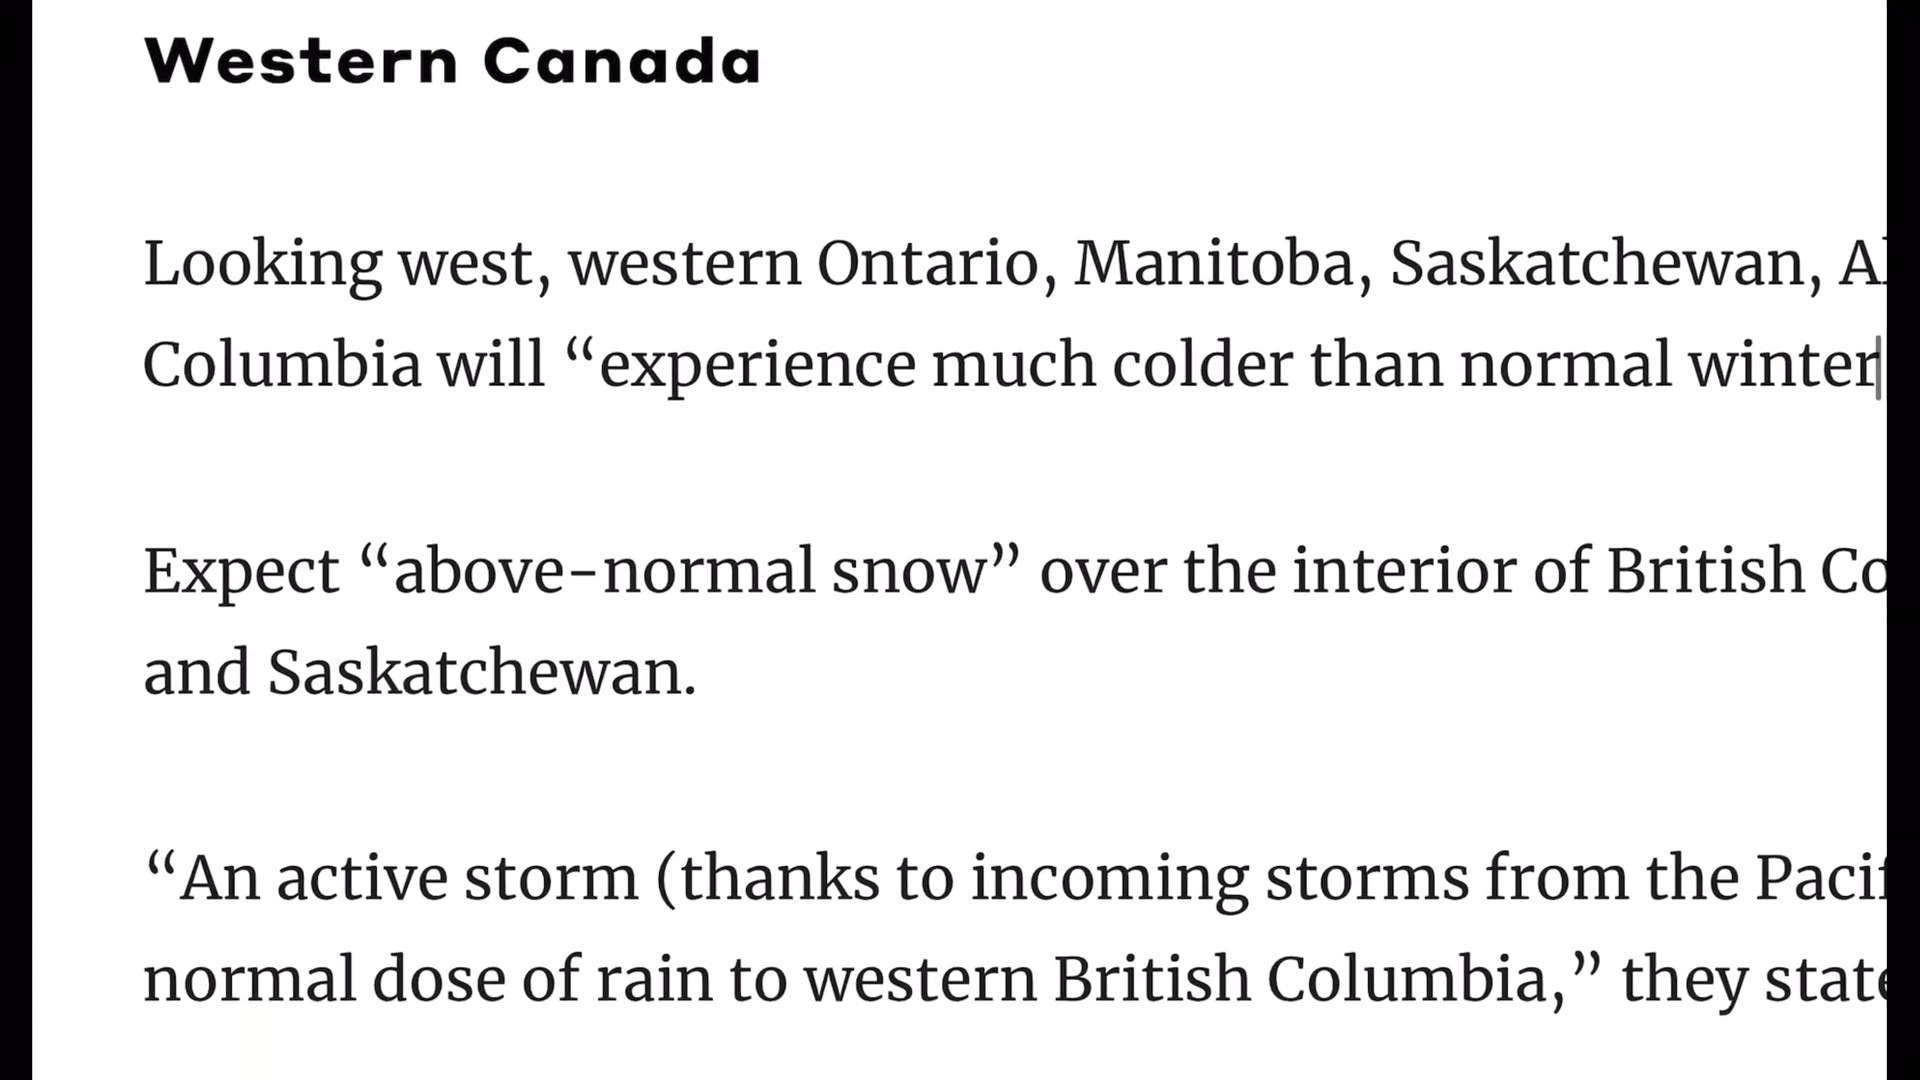 Western Canada
Looking west, western Ontario, Manitoba, Saskatchewan,
Columbia will “experience much colder than normal winter
Expect “above-normal snow” over the interior of British
and Saskatchewan.
“An active storm (thanks to incoming storms from the
normal dose of rain to western British Columbia,” they